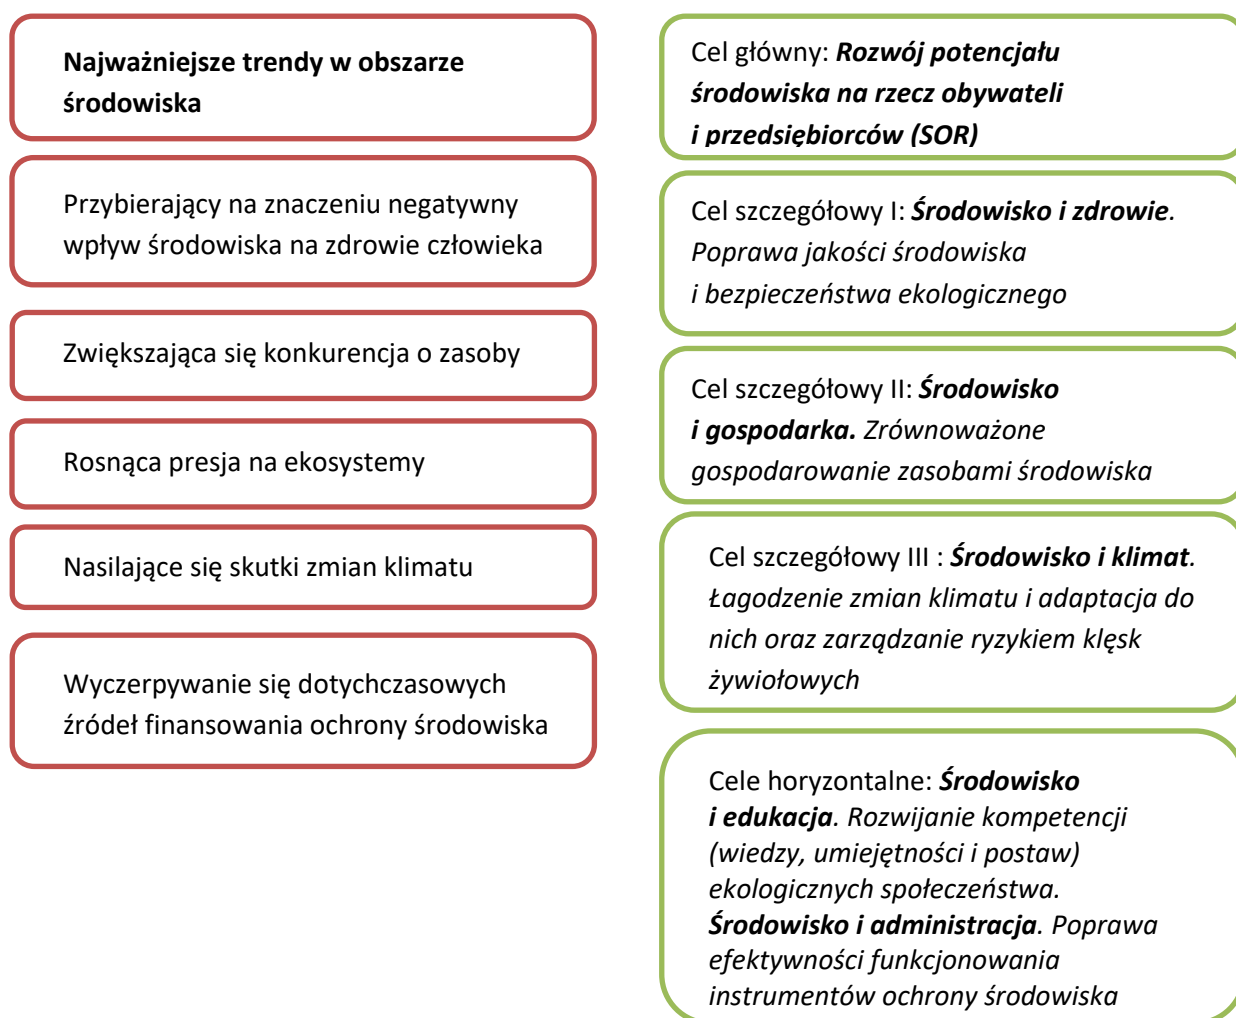 Najważniejsze trendy w obszarze
środowiska
Przybierający na znaczeniu negatywny
wpływ środowiska na zdrowie człowieka
Zwiększająca się konkurencja o zasoby
Rosnąca presja na ekosystemy
Nasilające się skutki zmian klimatu
Wyczerpywanie się dotychczasowych
źródeł finansowania ochrony środowiska
Cel główny: Rozwój potencjału
środowiska na rzecz obywateli
i przedsiębiorców (SOR)
Cel szczegółowy I: Środowisko i zdrowie.
Poprawa jakości środowiska
i bezpieczeństwa ekologicznego
Cel szczegółowy II: Środowisko
i gospodarka. Zrównoważone
gospodarowanie zasobami środowiska
Cel szczegółowy III : Środowisko i klimat.
Łagodzenie zmian klimatu i adaptacja do
nich oraz zarządzanie ryzykiem klęsk
żywiołowych
Cele horyzontalne: Środowisko
i edukacja. Rozwijanie kompetencji
(wiedzy, umiejętności i postaw)
ekologicznych społeczeństwa.
Środowisko i administracja. Poprawa
efektywności funkcjonowania
instrumentów ochrony środowiska